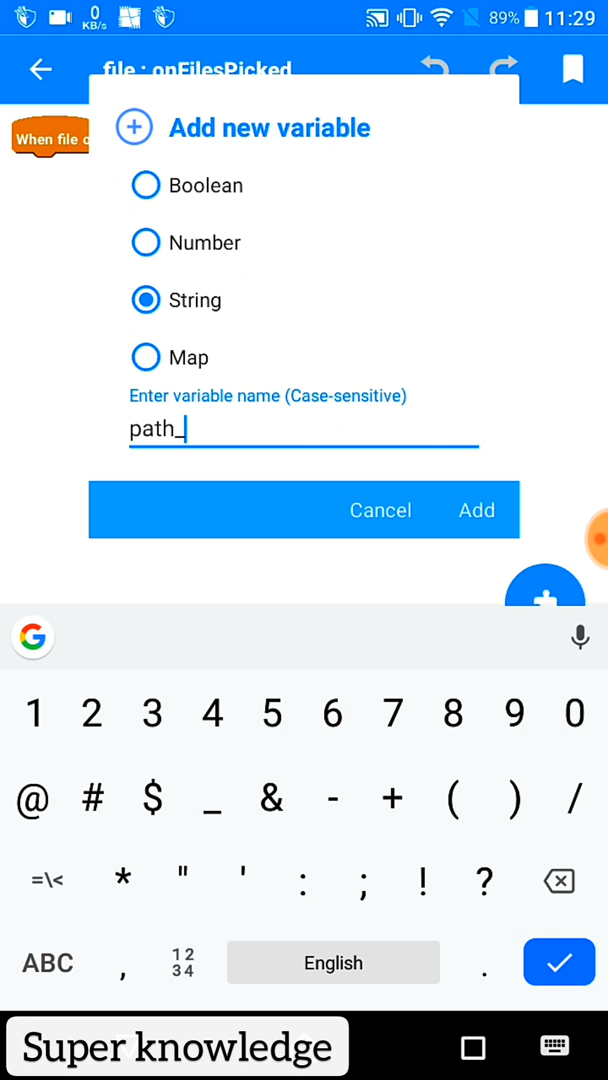 0
KB/s
89% 11:29
file : onFilesPicked
When file o
Add new variable
Boolean
Number
String
Map
Enter variable name (Case-sensitive)
path_
Cancel Add
G
1 2 3 4 5 6 7 8 9 0
@ # $ _ & - + ( ) /
=\< * " ' : ; ! ?
ABC , 12 English .
34
Super knowledge